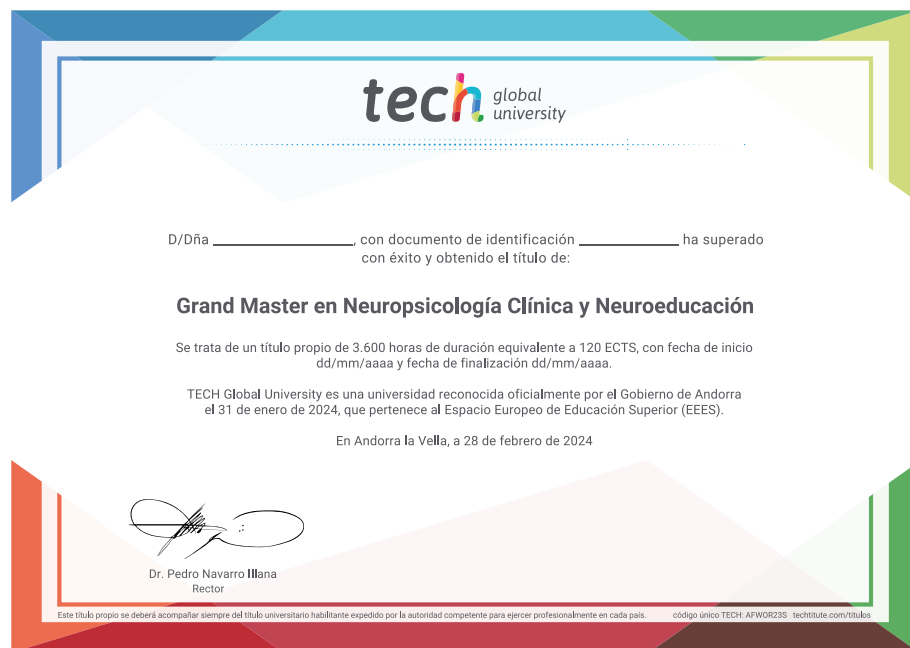 tech global
university
D/Dña ____________, con documento de identificación ____________ ha superado
con éxito y obtenido el título de:
Grand Master en Neuropsicología Clínica y Neuroeducación
Se trata de un título propio de 3.600 horas de duración equivalente a 120 ECTS, con fecha de inicio
dd/mm/aaaa y fecha de finalización dd/mm/aaaa.
TECH Global University es una universidad reconocida oficialmente por el Gobierno de Andorra
el 31 de enero de 2024, que pertenece al Espacio Europeo de Educación Superior (EEES).
En Andorra la Vella, a 28 de febrero de 2024
Dr. Pedro Navarro Illana
Rector
Este título propio se deberá acompañar siempre del título universitario habilitante expedido por la autoridad competente para ejercer profesionalmente en cada país. código único TECH: AFWOR23S techtitute.com/titulos